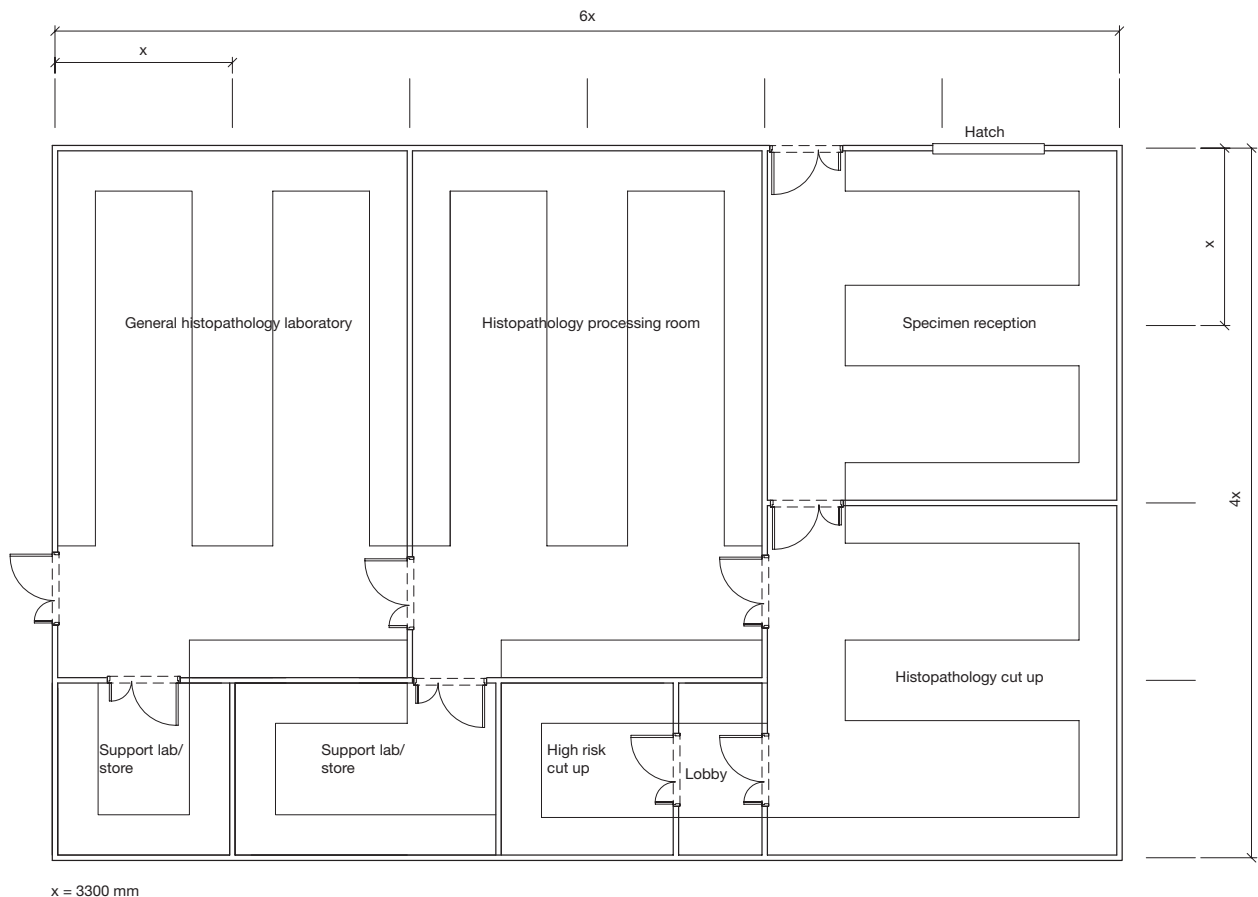 6x
x
Hatch
x
General histopathology laboratory
Histopathology processing room
Specimen reception
4x
Histopathology cut up
Support lab/
store
Support lab/
store
High risk
cut up
Lobby
x = 3300 mm